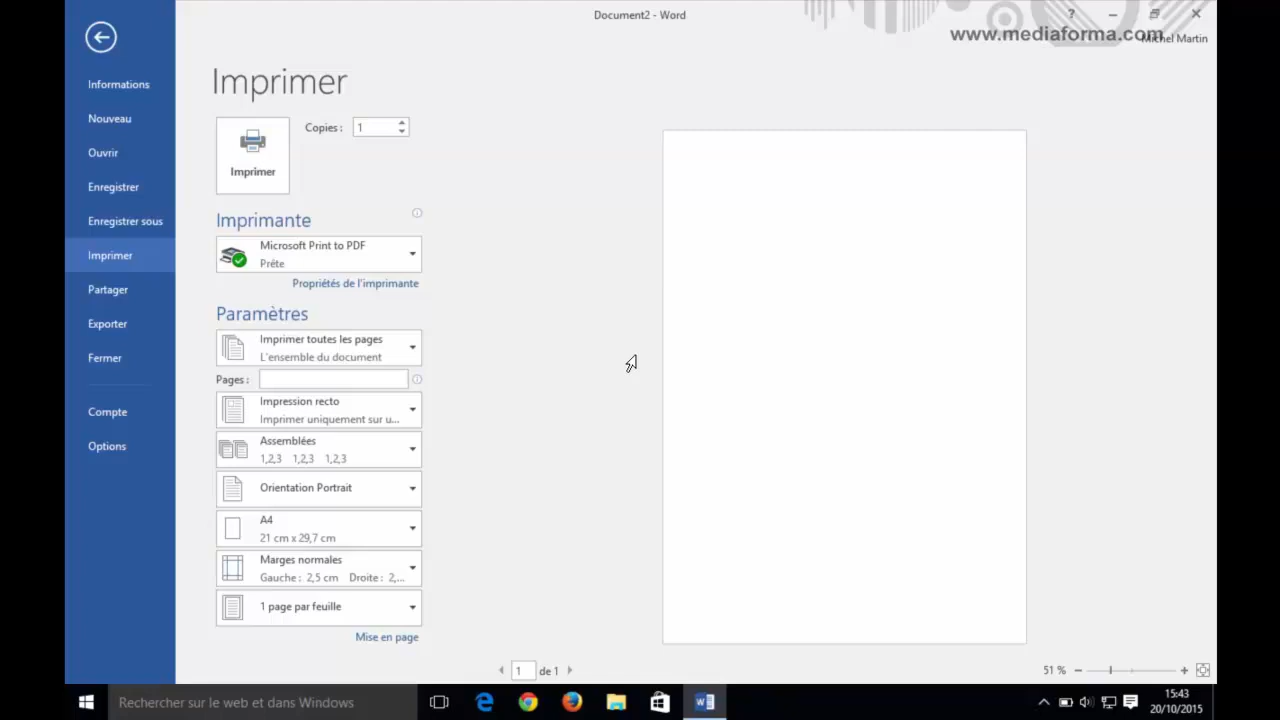 Document2 - Word
?
www.mediaforma.com
Michel Martin
Informations
Nouveau
Ouvrir
Enregistrer
Enregistrer sous
Imprimer
Partager
Exporter
Fermer
Compte
Options
Imprimer
Imprimer
Copies :
1
Imprimante
Microsoft Print to PDF
Prête
Propriétés de l'imprimante
Paramètres
Imprimer toutes les pages
L'ensemble du document
Pages :
Impression recto
Imprimer uniquement sur u...
Assemblées
1,2,3 1,2,3 1,2,3
Orientation Portrait
A4
21 cm x 29,7 cm
Marges normales
Gauche : 2,5 cm Droite : 2,...
1 page par feuille
Mise en page
1 de 1
51 %
Rechercher sur le web et dans Windows
15:43
20/10/2015